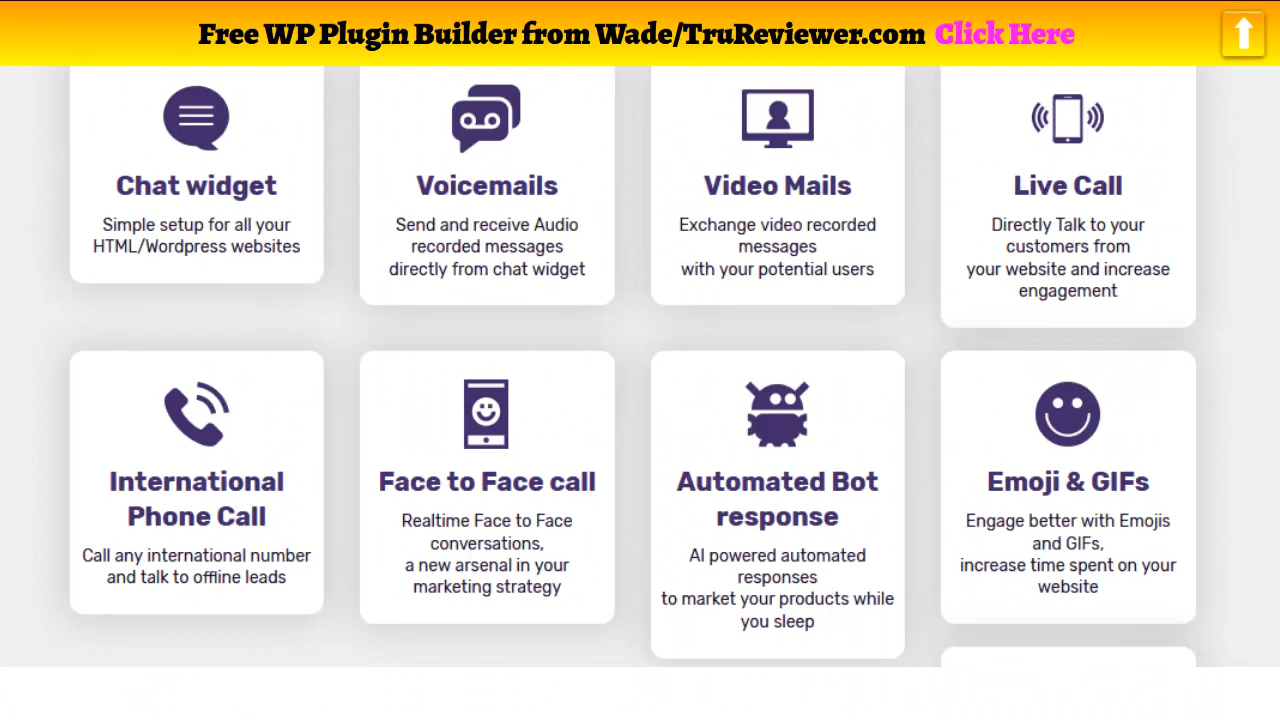 Free WP Plugin Builder from Wade/TruReviewer.com Click Here
Chat widget
Simple setup for all your
HTML/Wordpress websites
Voicemails
Send and receive Audio
recorded messages
directly from chat widget
Video Mails
Exchange video recorded
messages
with your potential users
Live Call
Directly Talk to your
customers from
your website and increase
engagement
International
Phone Call
Call any international number
and talk to offline leads
Face to Face call
Realtime Face to Face
conversations,
a new arsenal in your
marketing strategy
Automated Bot
response
AI powered automated
responses
to market your products while
you sleep
Emoji & GIFs
Engage better with Emojis
and GIFs,
increase time spent on your
website